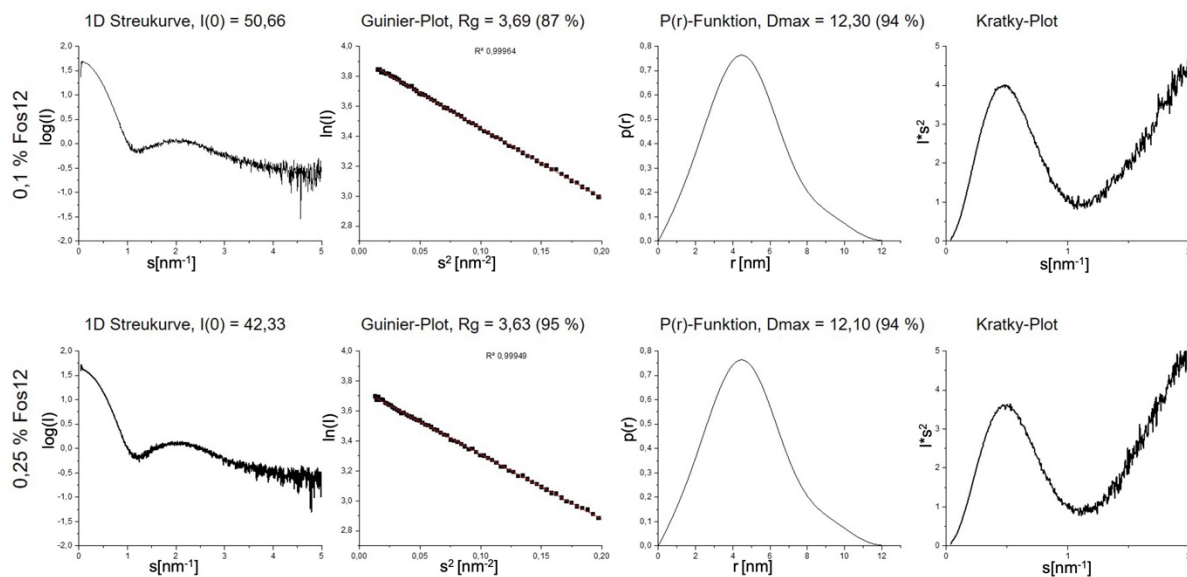 1D Streukurve, I(0) = 50,66
Guinier-Plot, Rg = 3,69 (87 %)
P(r)-Funktion, Dmax = 12,30 (94 %)
Kratky-Plot
0,1 % Fos12
log(I)
2,0
1,5
1,0
0,5
0,0
-0,5
-1,0
-1,5
-2,0
0 1 2 3 4 5
s[nm⁻¹]
R² 0,99964
ln(I)
4,0
3,8
3,6
3,4
3,2
3,0
2,8
0,00 0,05 0,10 0,15 0,20
s² [nm⁻²]
p(r)
0,8
0,7
0,6
0,5
0,4
0,3
0,2
0,1
0,0
0 2 4 6 8 10 12
r [nm]
I*s²
5
4
3
2
1
0
1
s[nm⁻¹]
1D Streukurve, I(0) = 42,33
Guinier-Plot, Rg = 3,63 (95 %)
P(r)-Funktion, Dmax = 12,10 (94 %)
Kratky-Plot
0,25 % Fos12
log(I)
2,0
1,5
1,0
0,5
0,0
-0,5
-1,0
-1,5
-2,0
0 1 2 3 4 5
s[nm⁻¹]
R² 0,99949
ln(I)
4,0
3,8
3,6
3,4
3,2
3,0
2,8
0,00 0,05 0,10 0,15 0,20
s² [nm⁻²]
p(r)
0,8
0,7
0,6
0,5
0,4
0,3
0,2
0,1
0,0
0 2 4 6 8 10 12
r [nm]
I*s²
5
4
3
2
1
0
1
s[nm⁻¹]